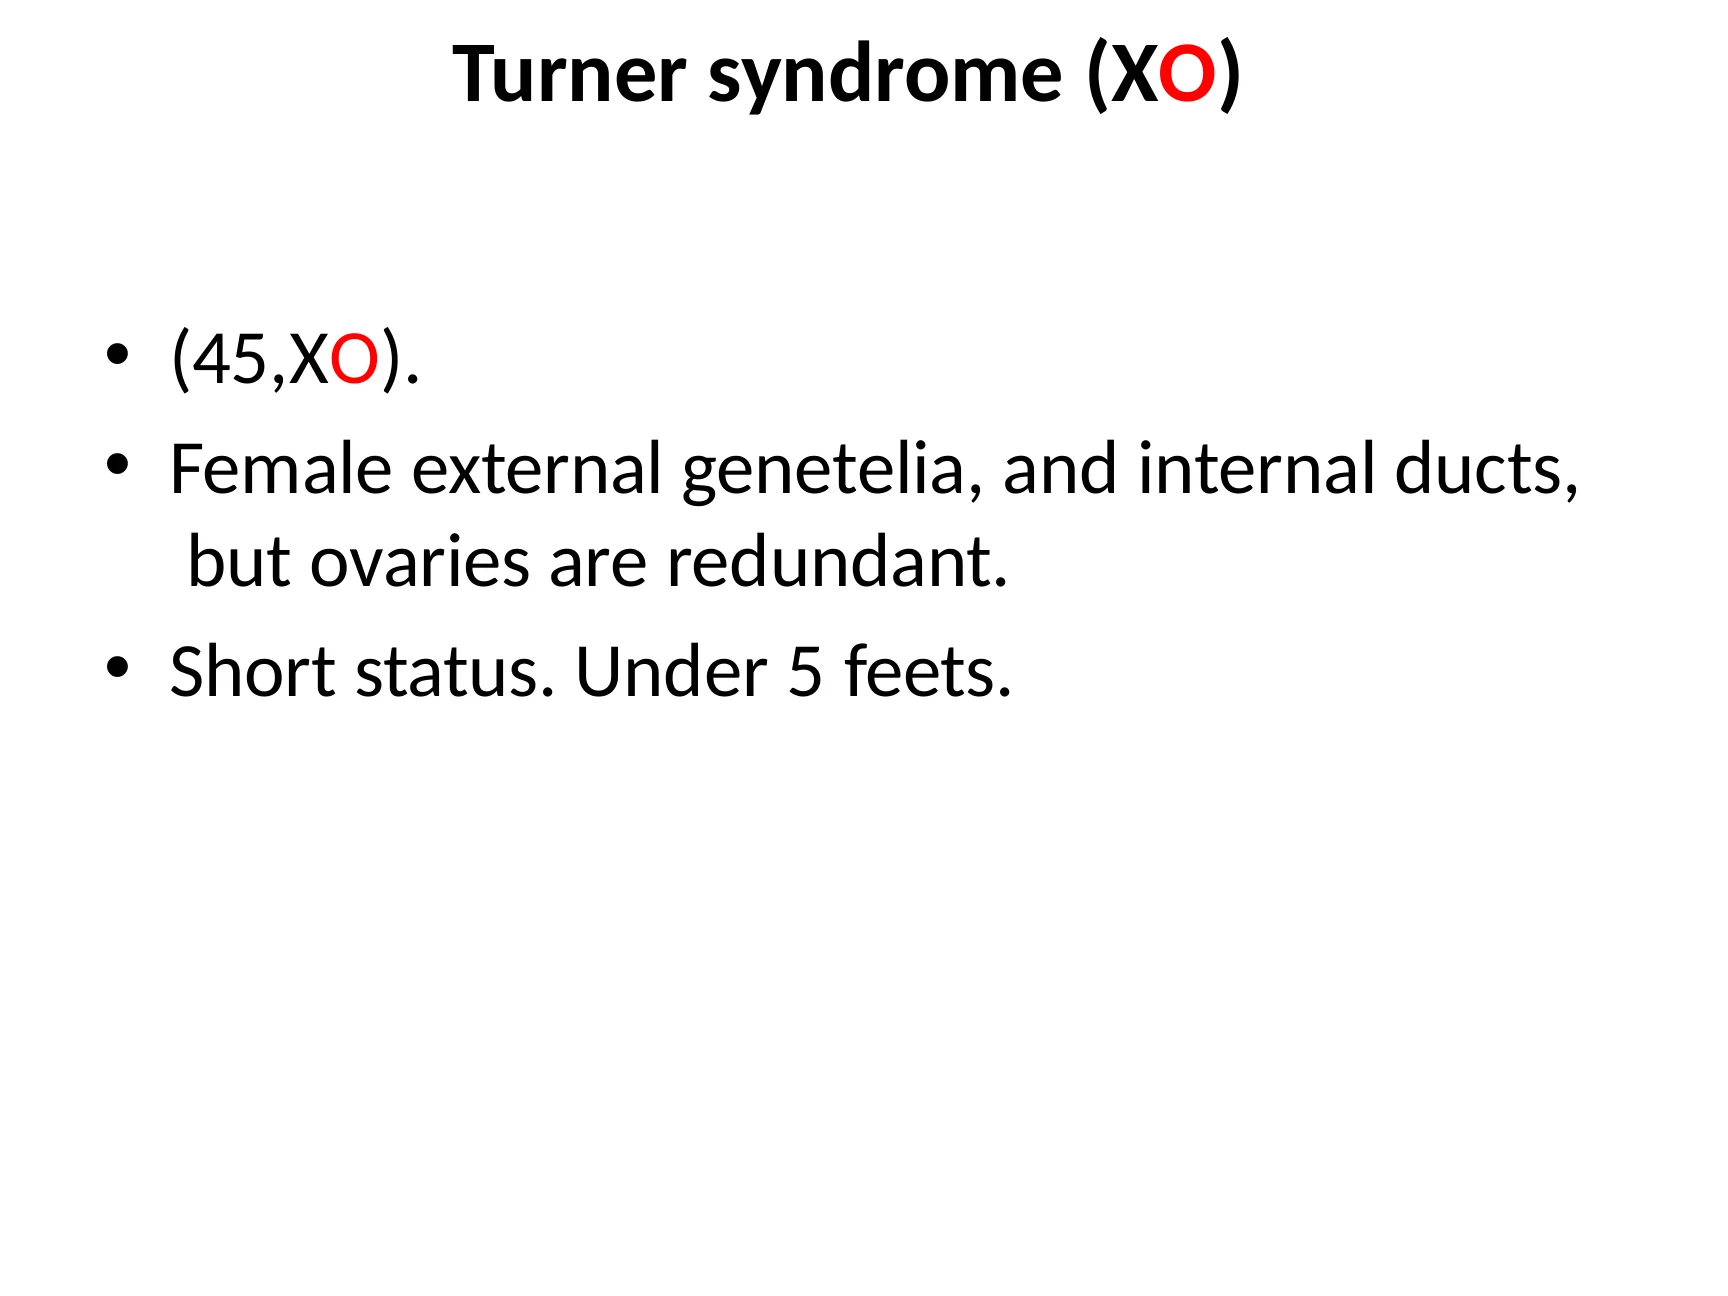 Turner syndrome (XO)
• (45,XO).
• Female external genetelia, and internal ducts,
but ovaries are redundant.
• Short status. Under 5 feets.